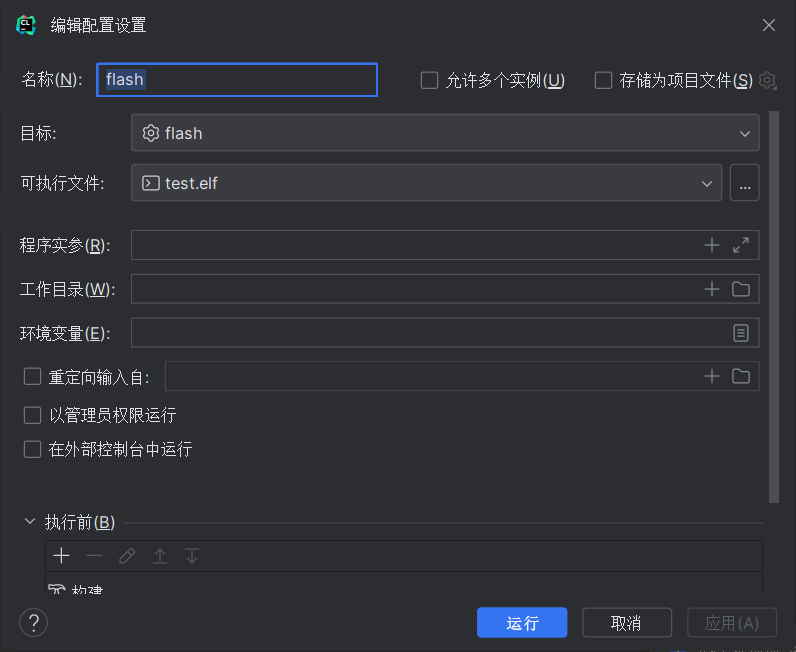 编辑配置设置
名称(N): flash 允许多个实例(U) 存储为项目文件(S)
目标: flash
可执行文件: test.elf ...
程序实参(R):
工作目录(W):
环境变量(E):
重定向输入自:
以管理员权限运行
在外部控制台中运行
执行前(B)
构建
? 运行 取消 应用(A)